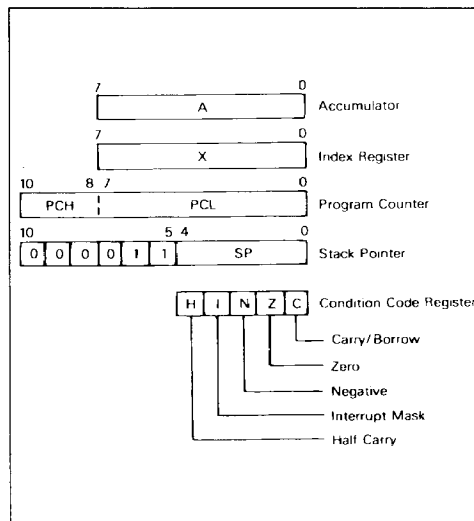 7 0
A Accumulator
7 0
X Index Register
10 8 7 0
PCH PCL Program Counter
10 5 4 0
0 0 0 0 1 1 SP Stack Pointer
H I N Z C Condition Code Register
Carry/Borrow
Zero
Negative
Interrupt Mask
Half Carry